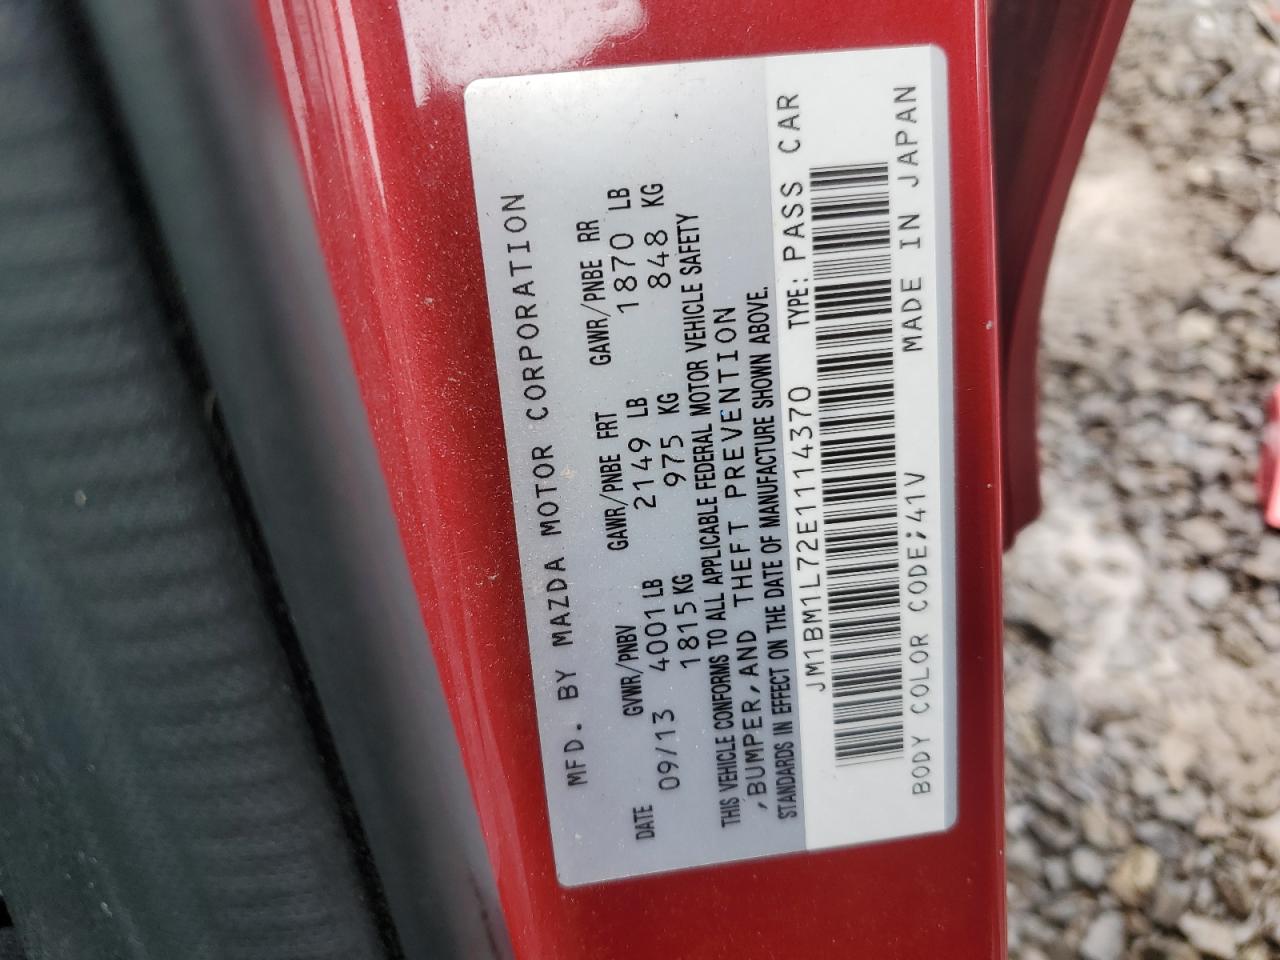 MFD. BY MAZDA MOTOR CORPORATION
DATE GVWR/PNBV GAWR/PNBE FRT GAWR/PNBE RR
09/13 4001 LB 2149 LB 1870 LB
1815 KG 975 KG 848 KG
THIS VEHICLE CONFORMS TO ALL APPLICABLE FEDERAL MOTOR VEHICLE SAFETY
,BUMPER, AND THEFT PREVENTION
STANDARDS IN EFFECT ON THE DATE OF MANUFACTURE SHOWN ABOVE.
JM1BM1L72E1114370 TYPE: PASS CAR
BODY COLOR CODE;41V MADE IN JAPAN